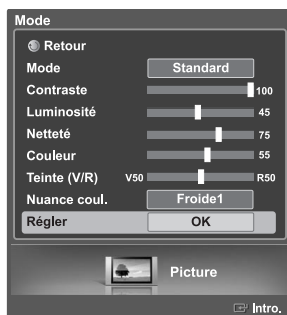 Mode
Retour
Mode Standard
Contraste 100
Luminosité 45
Netteté 75
Couleur 55
Teinte (V/R) V50 R50
Nuance coul. Froide1
Régler OK
Picture
Intro.